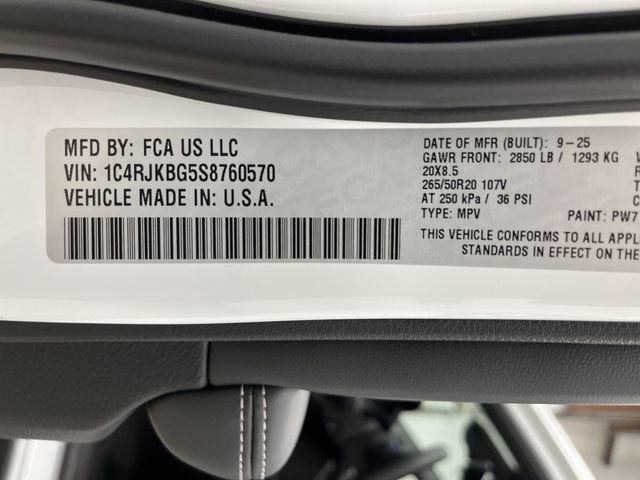 MFD BY: FCA US LLC
VIN: 1C4RJKBG5S8760570
VEHICLE MADE IN: U.S.A.
DATE OF MFR (BUILT): 9-25
GAWR FRONT: 2850 LB / 1293 KG
20X8.5
265/50R20 107V
AT 250 kPa / 36 PSI
TYPE: MPV PAINT: PW7
THIS VEHICLE CONFORMS TO ALL APPL
STANDARDS IN EFFECT ON THE